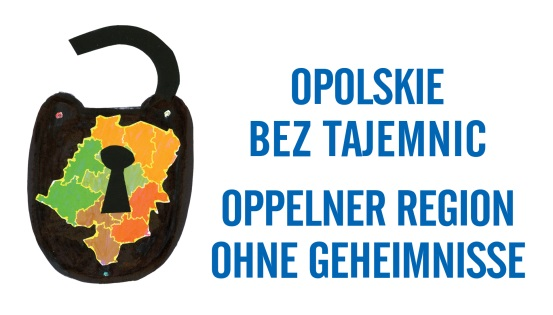 OPOLSKIE
BEZ TAJEMNIC
OPPELNER REGION
OHNE GEHEIMNISSE